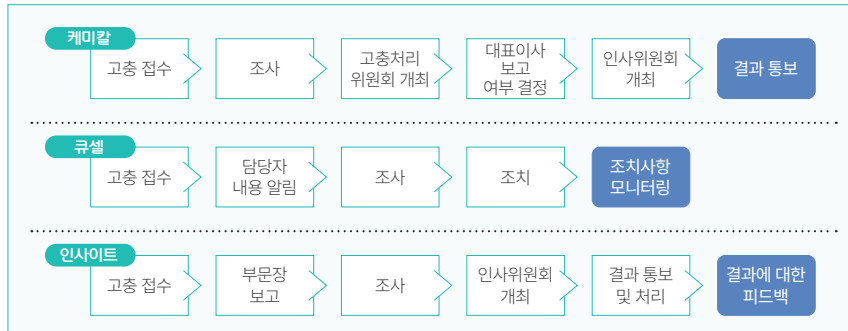 케미칼
고충 접수
조사
고충처리
위원회 개최
대표이사
보고
여부 결정
인사위원회
개최
결과 통보
큐셀
고충 접수
담당자
내용 알림
조사
조치
조치사항
모니터링
인사이트
고충 접수
부문장
보고
조사
인사위원회
개최
결과 통보
및 처리
결과에 대한
피드백